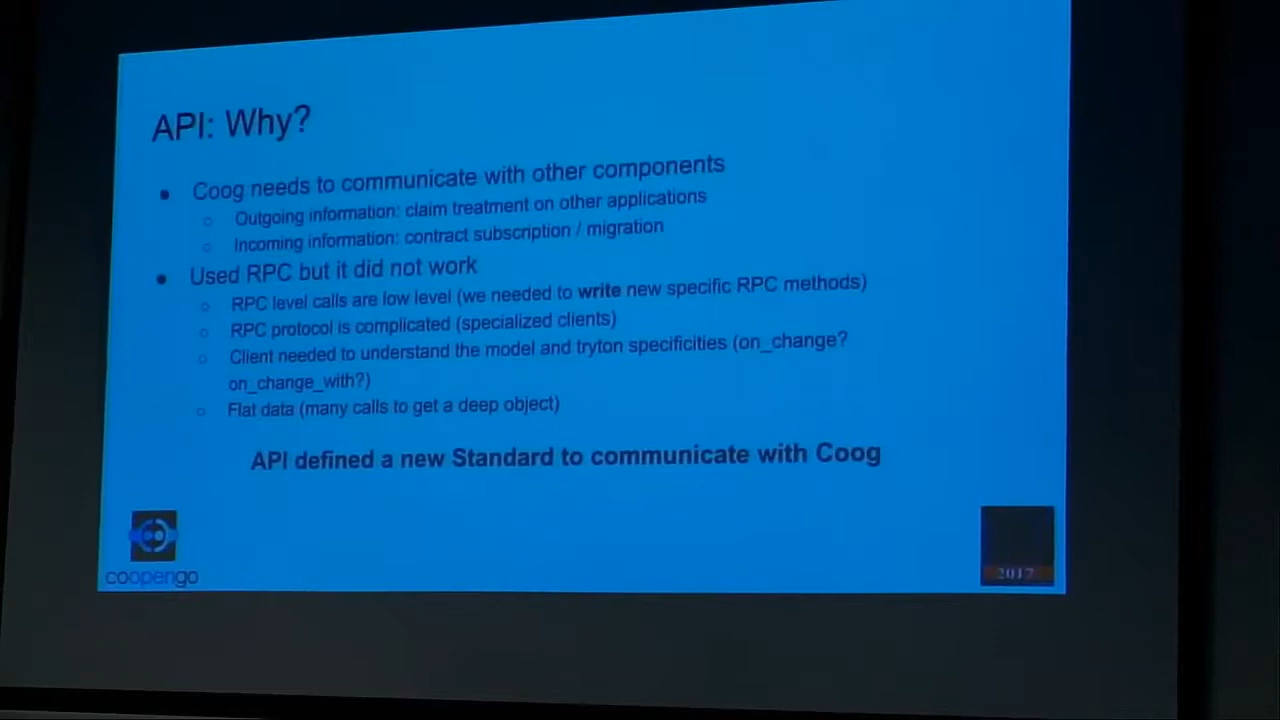 API: Why?
Coog needs to communicate with other components
Outgoing information: claim treatment on other applications
Incoming information: contract subscription / migration
Used RPC but it did not work
RPC level calls are low level (we needed to write new specific RPC methods)
RPC protocol is complicated (specialized clients)
Client needed to understand the model and tryton specificities (on_change?
on_change_with?)
Flat data (many calls to get a deep object)
API defined a new Standard to communicate with Coog
coopengo
2017